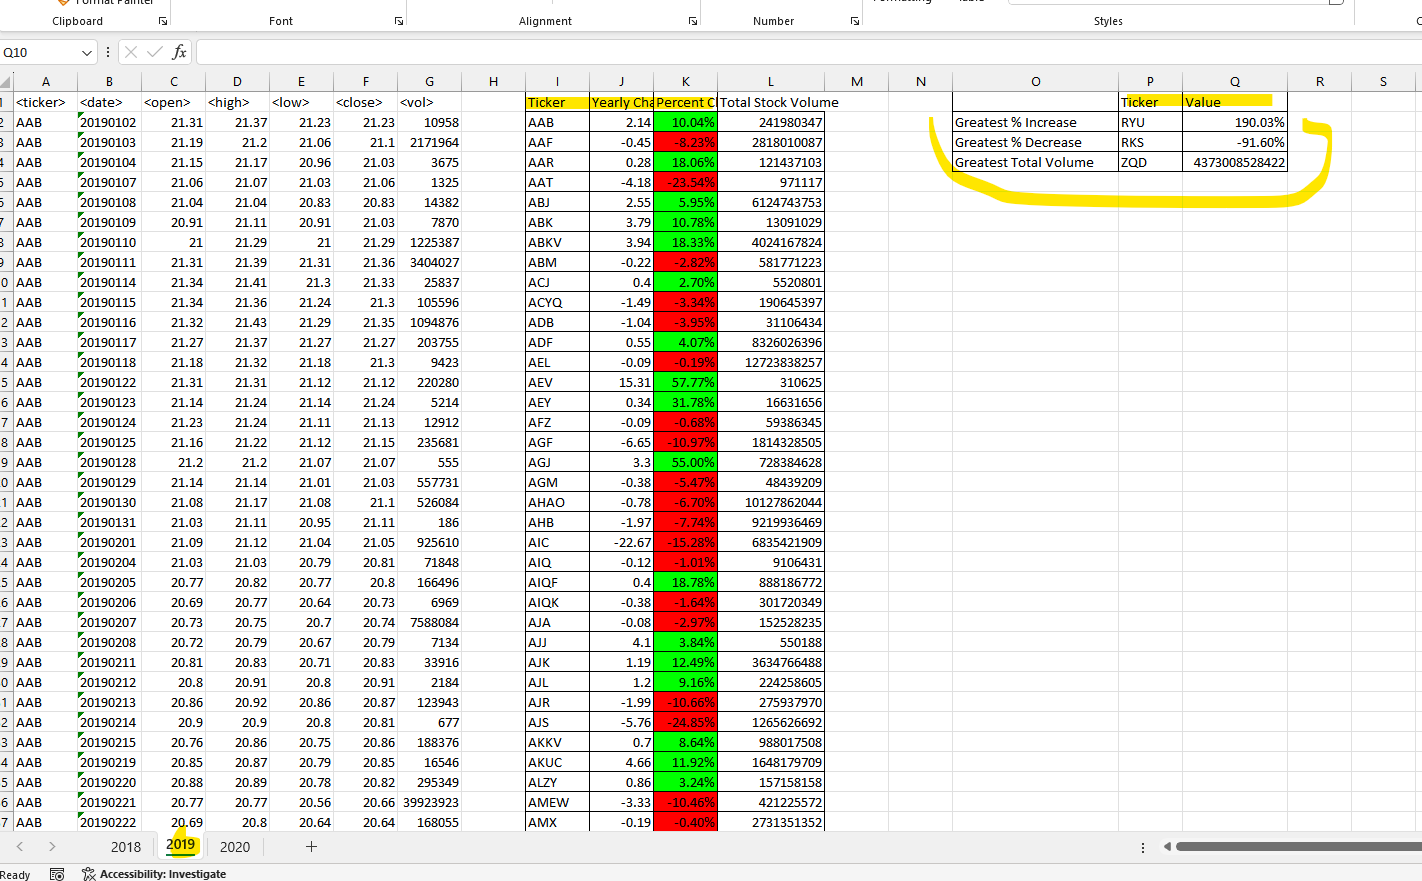 Format Painter
Clipboard Font Alignment Number Styles
Q10 fx
A B C D E F G H I J K L M N O P Q R S
1 <ticker> <date> <open> <high> <low> <close> <vol> Ticker Yearly Cha Percent C Total Stock Volume Ticker Value
2 AAB 20190102 21.31 21.37 21.23 21.23 10958 AAB 2.14 10.04% 241980347 Greatest % Increase RYU 190.03%
3 AAB 20190103 21.19 21.2 21.06 21.1 2171964 AAF -0.45 -8.23% 2818010087 Greatest % Decrease RKS -91.60%
4 AAB 20190104 21.15 21.17 20.96 21.03 3675 AAR 0.28 18.06% 121437103 Greatest Total Volume ZQD 4373008528422
5 AAB 20190107 21.06 21.07 21.03 21.06 1325 AAT -4.18 -23.54% 971117
6 AAB 20190108 21.04 21.04 20.83 20.83 14382 ABJ 2.55 5.95% 6124743753
7 AAB 20190109 20.91 21.11 20.91 21.03 7870 ABK 3.79 10.78% 13091029
8 AAB 20190110 21 21.29 21 21.29 1225387 ABKV 3.94 18.33% 4024167824
9 AAB 20190111 21.31 21.39 21.31 21.36 3404027 ABM -0.22 -2.82% 581771223
0 AAB 20190114 21.34 21.41 21.3 21.33 25837 ACJ 0.4 2.70% 5520801
1 AAB 20190115 21.34 21.36 21.24 21.3 105596 ACYQ -1.49 -3.34% 190645397
2 AAB 20190116 21.32 21.43 21.29 21.35 1094876 ADB -1.04 -3.95% 31106434
3 AAB 20190117 21.27 21.37 21.27 21.27 203755 ADF 0.55 4.07% 8326026396
4 AAB 20190118 21.18 21.32 21.18 21.3 9423 AEL -0.09 -0.19% 12723838257
5 AAB 20190122 21.31 21.31 21.12 21.12 220280 AEV 15.31 57.77% 310625
6 AAB 20190123 21.14 21.24 21.14 21.24 5214 AEY 0.34 31.78% 16631656
7 AAB 20190124 21.23 21.24 21.11 21.13 12912 AFZ -0.09 -0.68% 59386345
8 AAB 20190125 21.16 21.22 21.12 21.15 235681 AGF -6.65 -10.97% 1814328505
9 AAB 20190128 21.2 21.2 21.07 21.07 555 AGJ 3.3 55.00% 728384628
0 AAB 20190129 21.14 21.14 21.01 21.03 557731 AGM -0.38 -5.47% 48439209
1 AAB 20190130 21.08 21.17 21.08 21.1 526084 AHAO -0.78 -6.70% 10127862044
2 AAB 20190131 21.03 21.11 20.95 21.11 186 AHB -1.97 -7.74% 9219936469
3 AAB 20190201 21.09 21.12 21.04 21.05 925610 AIC -22.67 -15.28% 6835421909
4 AAB 20190204 21.03 21.03 20.79 20.81 71848 AIQ -0.12 -1.01% 9106431
5 AAB 20190205 20.77 20.82 20.77 20.8 166496 AIQF 0.4 18.78% 888186772
6 AAB 20190206 20.69 20.77 20.64 20.73 6969 AIQK -0.38 -1.64% 301720349
7 AAB 20190207 20.73 20.75 20.7 20.74 7588084 AJA -0.08 -2.97% 152528235
8 AAB 20190208 20.72 20.79 20.67 20.79 7134 AJJ 4.1 3.84% 550188
9 AAB 20190211 20.81 20.83 20.71 20.83 33916 AJK 1.19 12.49% 3634766488
0 AAB 20190212 20.8 20.91 20.8 20.91 2184 AJL 1.2 9.16% 224258605
1 AAB 20190213 20.86 20.92 20.86 20.87 123943 AJR -1.99 -10.66% 275937970
2 AAB 20190214 20.9 20.9 20.8 20.81 677 AJS -5.76 -24.85% 1265626692
3 AAB 20190215 20.76 20.86 20.75 20.86 188376 AKKV 0.7 8.64% 988017508
4 AAB 20190219 20.85 20.87 20.79 20.85 16546 AKUC 4.66 11.92% 1648179709
5 AAB 20190220 20.88 20.89 20.78 20.82 295349 ALZY 0.86 3.24% 157158158
6 AAB 20190221 20.77 20.77 20.56 20.66 39923923 AMEW -3.33 -10.46% 421225572
7 AAB 20190222 20.69 20.8 20.64 20.64 168055 AMX -0.19 -0.40% 2731351352
2018 2019 2020 +
Ready Accessibility: Investigate